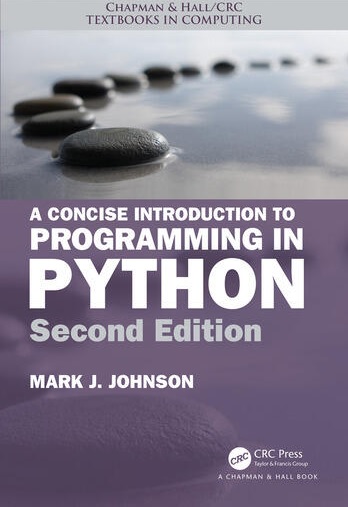 CHAPMAN & HALL/CRC
TEXTBOOKS IN COMPUTING
A CONCISE INTRODUCTION TO
PROGRAMMING IN
PYTHON
Second Edition
MARK J. JOHNSON
CRC
CRC Press
Taylor & Francis Group
A CHAPMAN & HALL BOOK